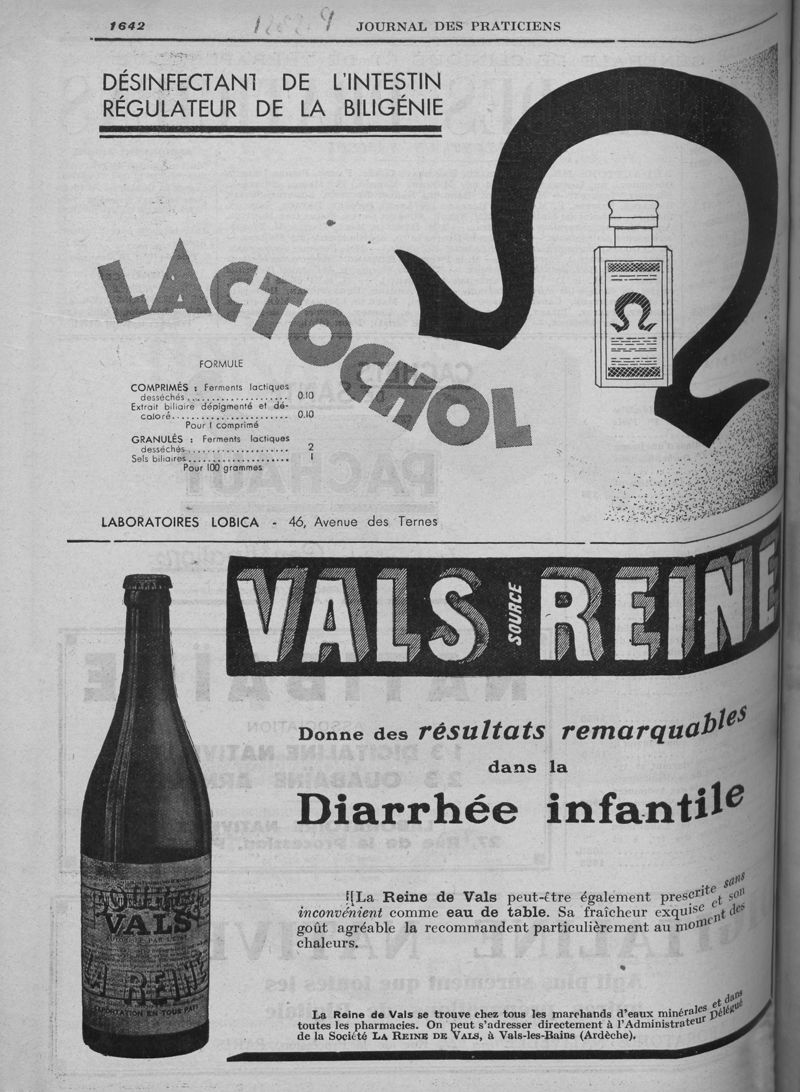 1642
JOURNAL DES PRATICIENS
DÉSINFECTANT DE L'INTESTIN
RÉGULATEUR DE LA BILIGÉNIE
LACTOCHOL
FORMULE
COMPRIMÉS : Ferments lactiques
desséchés................... 0.10
Extrait biliaire dépigmenté et dé-
coloré...................... 0.10
Pour 1 comprimé
GRANULÉS : Ferments lactiques
desséchés................... 2
Sels biliaires................... 1
Pour 100 grammes
LABORATOIRES LOBICA - 46, Avenue des Ternes
VALS SOURCE REINE
Donne des résultats remarquables
dans la
Diarrhée infantile
La Reine de Vals peut-être également prescrite sans
inconvénient comme eau de table. Sa fraîcheur exquise et son
goût agréable la recommandent particulièrement au moment des
chaleurs.
VALS
LA REINE
EXPORTATION EN TOUS PAYS
La Reine de Vals se trouve chez tous les marchands d'eaux minérales et dans
toutes les pharmacies. On peut s'adresser directement à l'Administrateur Délégué
de la Société LA REINE DE VALS, à Vals-les-Bains (Ardèche).